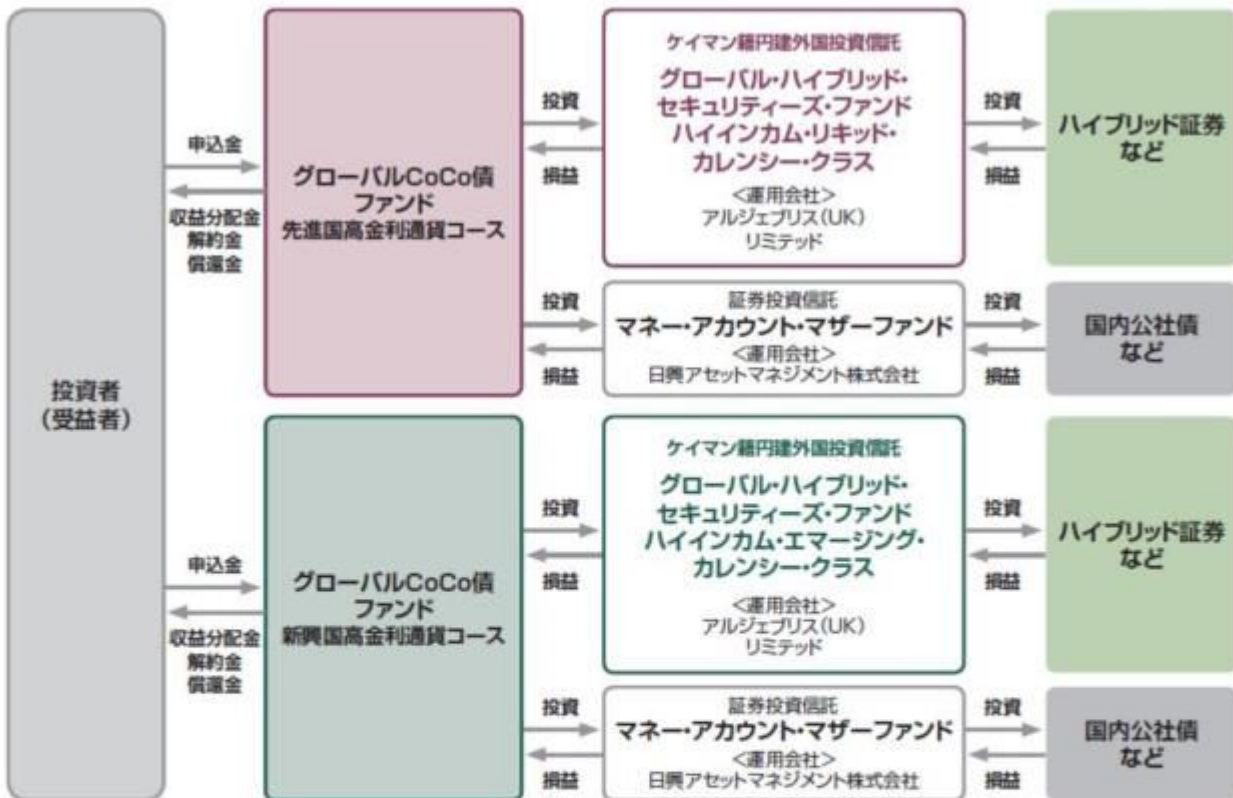 投資者
(受益者)
申込金
収益分配金
解約金
償還金
グローバルCoCo債
ファンド
先進国高金利通貨コース
投資
損益
ケイマン籍円建外国投資信託
グローバル・ハイブリッド・
セキュリティーズ・ファンド
ハイインカム・リキッド・
カレンシー・クラス
<運用会社>
アルジェブリス(UK)
リミテッド
投資
損益
ハイブリッド証券
など
投資
損益
証券投資信託
マネー・アカウント・マザーファンド
<運用会社>
日興アセットマネジメント株式会社
投資
損益
国内公社債
など
申込金
収益分配金
解約金
償還金
グローバルCoCo債
ファンド
新興国高金利通貨コース
投資
損益
ケイマン籍円建外国投資信託
グローバル・ハイブリッド・
セキュリティーズ・ファンド
ハイインカム・エマージング・
カレンシー・クラス
<運用会社>
アルジェブリス(UK)
リミテッド
投資
損益
ハイブリッド証券
など
投資
損益
証券投資信託
マネー・アカウント・マザーファンド
<運用会社>
日興アセットマネジメント株式会社
投資
損益
国内公社債
など